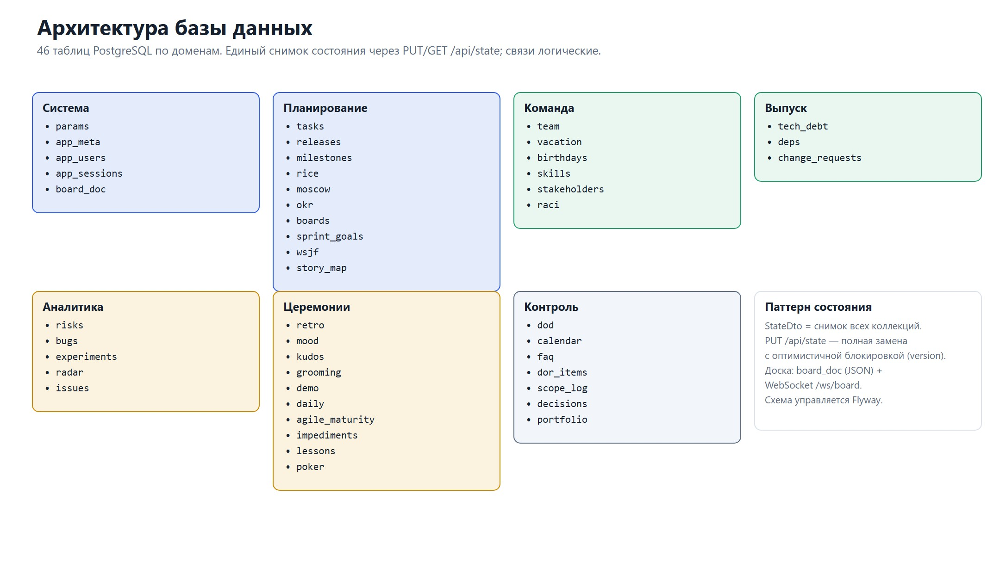 Архитектура базы данных
46 таблиц PostgreSQL по доменам. Единый снимок состояния через PUT/GET /api/state; связи логические.
Система
• params
• app_meta
• app_users
• app_sessions
• board_doc
Планирование
• tasks
• releases
• milestones
• rice
• moscow
• okr
• boards
• sprint_goals
• wsjf
• story_map
Команда
• team
• vacation
• birthdays
• skills
• stakeholders
• raci
Выпуск
• tech_debt
• deps
• change_requests
Аналитика
• risks
• bugs
• experiments
• radar
• issues
Церемонии
• retro
• mood
• kudos
• grooming
• demo
• daily
• agile_maturity
• impediments
• lessons
• poker
Контроль
• dod
• calendar
• faq
• dor_items
• scope_log
• decisions
• portfolio
Паттерн состояния
StateDto = снимок всех коллекций.
PUT /api/state — полная замена
с оптимистичной блокировкой (version).
Доска: board_doc (JSON) +
WebSocket /ws/board.
Схема управляется Flyway.